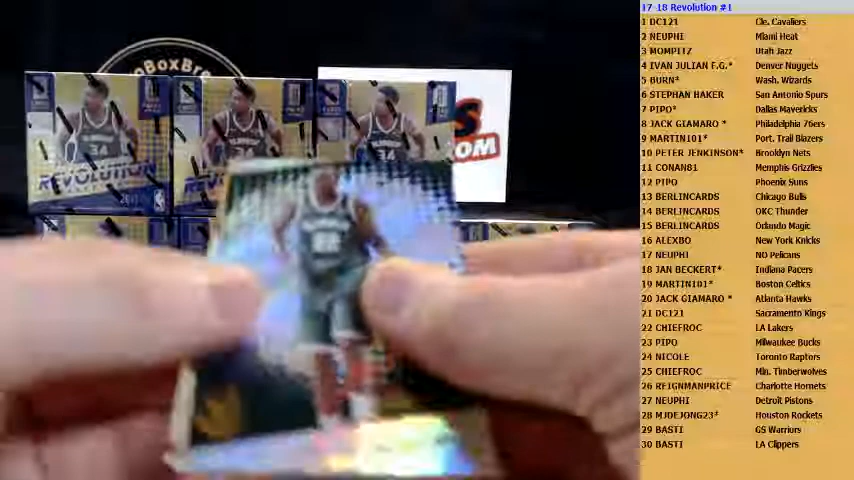 17-18 Revolution #1
1 DC121 Cle. Cavaliers
2 NEUPHI Miami Heat
3 MOMPITZ Utah Jazz
4 IVAN JULIAN F.G.* Denver Nuggets
5 BURN* Wash. Wizards
6 STEPHAN HAKER San Antonio Spurs
7 PIPO* Dallas Mavericks
8 JACK GIAMARO * Philadelphia 76ers
9 MARTIN101* Port. Trail Blazers
10 PETER JENKINSON* Brooklyn Nets
11 CONAN81 Memphis Grizzlies
12 PIPO Phoenix Suns
13 BERLINCARDS Chicago Bulls
14 BERLINCARDS OKC Thunder
15 BERLINCARDS Orlando Magic
16 ALEXBO New York Knicks
17 NEUPHI NO Pelicans
18 JAN BECKERT* Indiana Pacers
19 MARTIN101* Boston Celtics
20 JACK GIAMARO * Atlanta Hawks
21 DC121 Sacramento Kings
22 CHIEFROC LA Lakers
23 PIPO Milwaukee Bucks
24 NICOLE Toronto Raptors
25 CHIEFROC Min. Timberwolves
26 REIGNMANPRICE Charlotte Hornets
27 NEUPHI Detroit Pistons
28 MJDEJONG23* Houston Rockets
29 BASTI GS Warriors
30 BASTI LA Clippers
oBoxBre
34
34
34
REVOLUTION
S
.COM